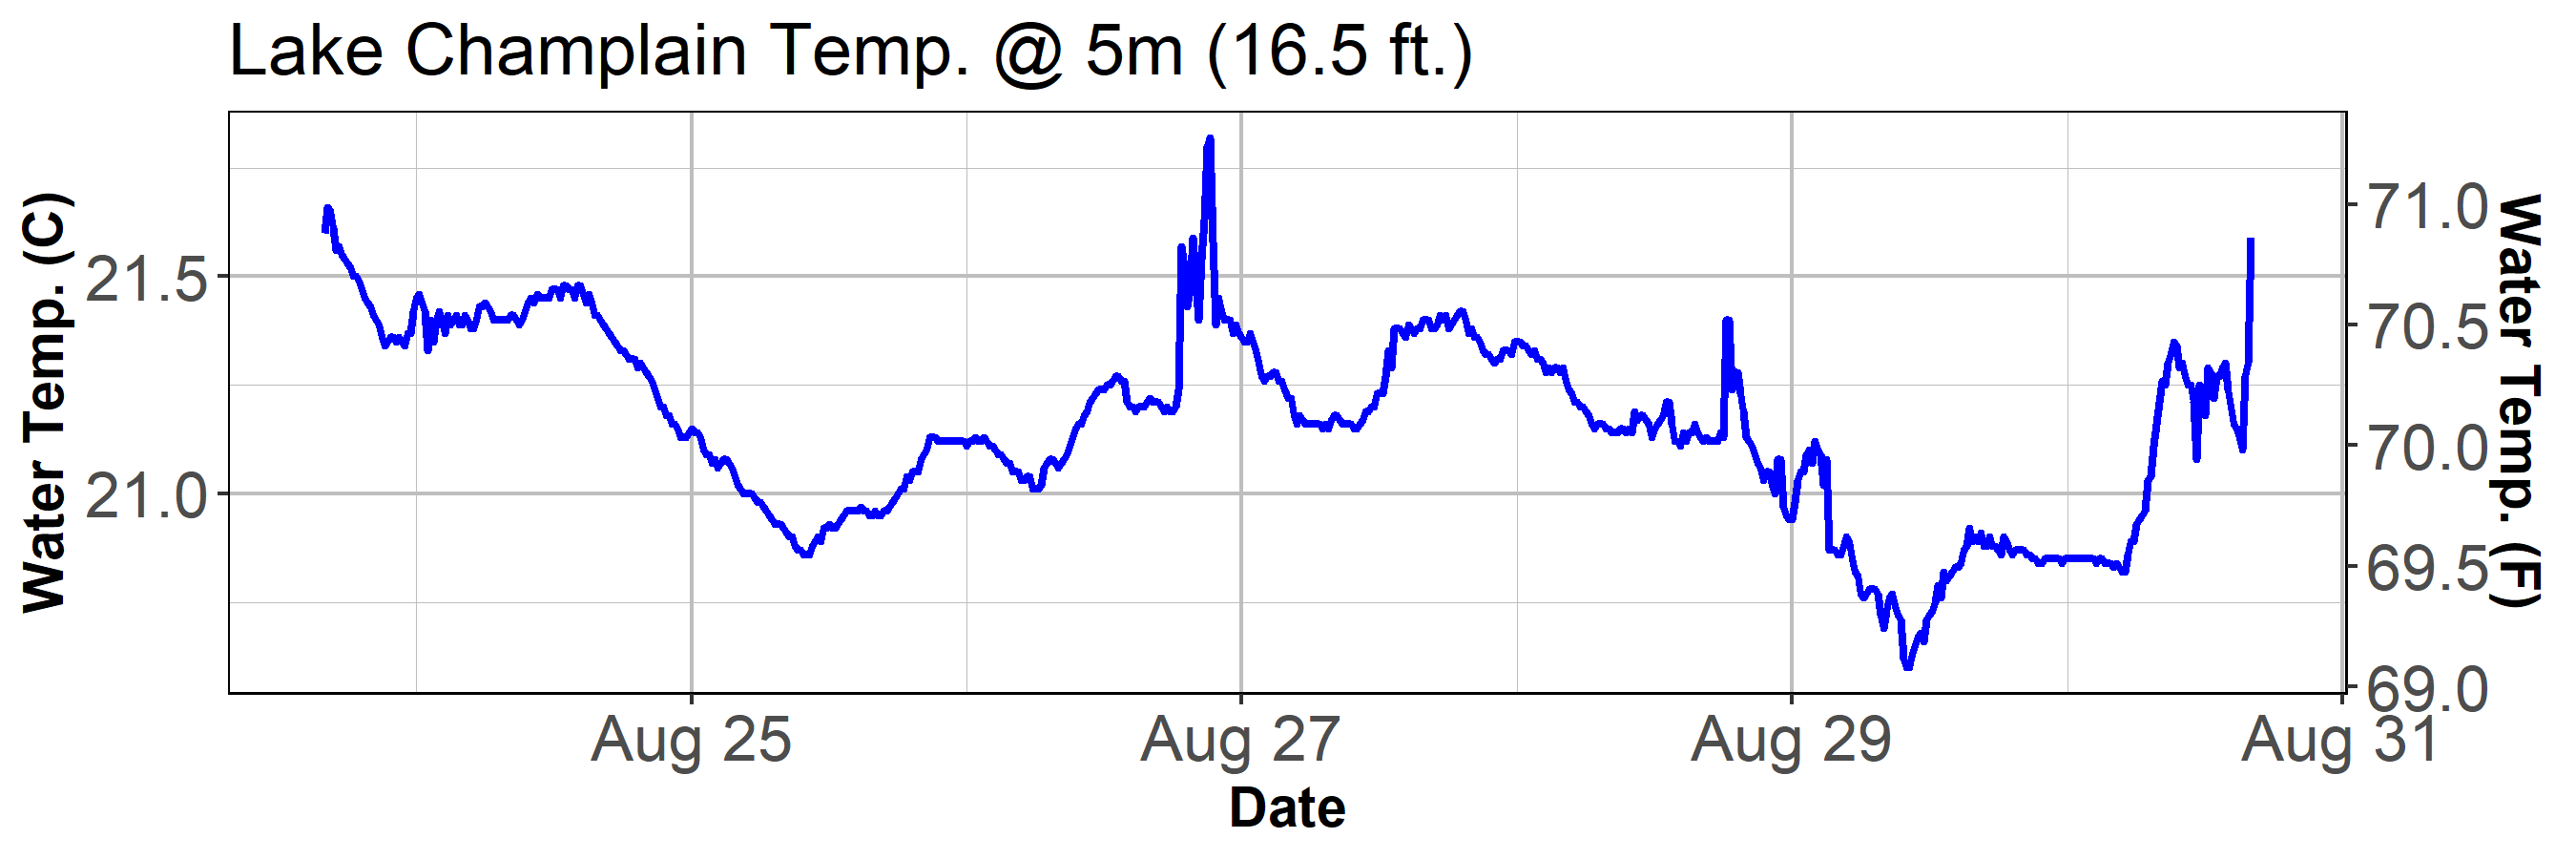 Lake Champlain Temp. @ 5m (16.5 ft.)
Water Temp. (C)
21.5
21.0
71.0
70.5
70.0
69.5
69.0
Water Temp. (F)
Aug 25
Aug 27
Aug 29
Aug 31
Date